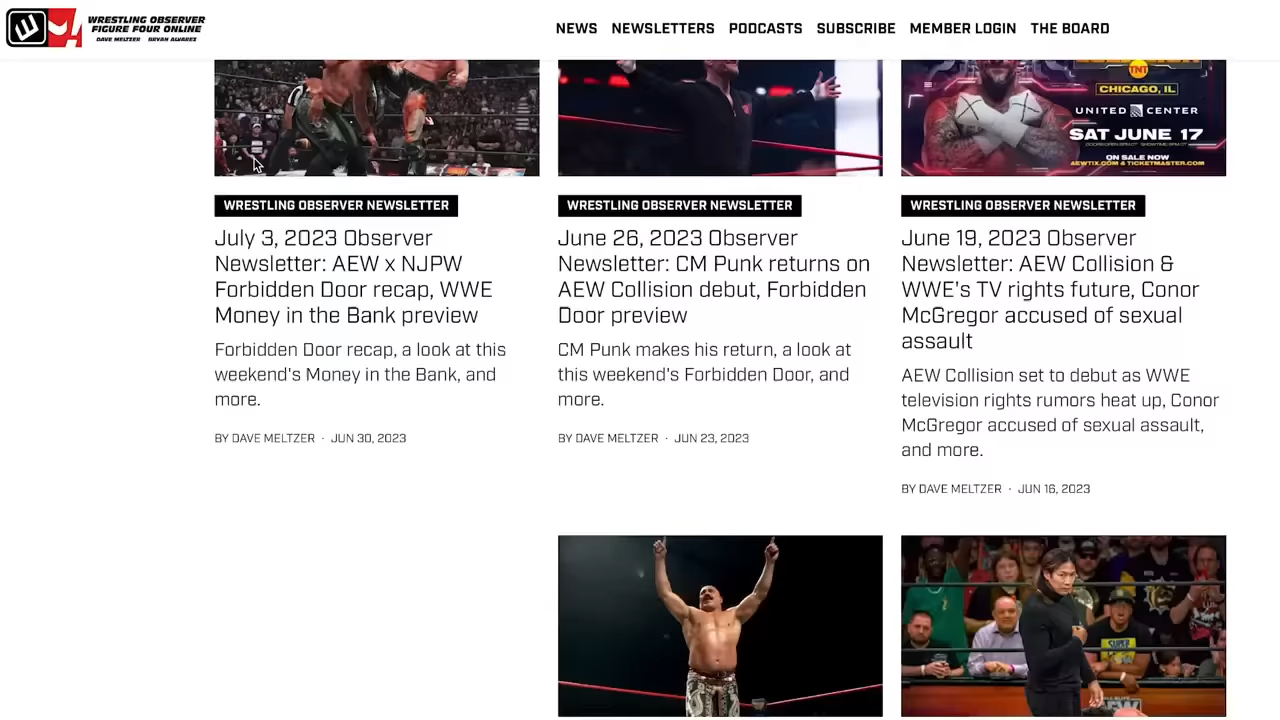 WRESTLING OBSERVER
FIGURE FOUR ONLINE
DAVE MELTZER BRYAN ALVAREZ
NEWS NEWSLETTERS PODCASTS SUBSCRIBE MEMBER LOGIN THE BOARD
TNT
CHICAGO, IL
UNITED CENTER
SAT JUNE 17
ON SALE NOW
AEWTIX.COM & TICKETMASTER.COM
WRESTLING OBSERVER NEWSLETTER
July 3, 2023 Observer
Newsletter: AEW x NJPW
Forbidden Door recap, WWE
Money in the Bank preview
Forbidden Door recap, a look at this
weekend's Money in the Bank, and
more.
BY DAVE MELTZER · JUN 30, 2023
WRESTLING OBSERVER NEWSLETTER
June 26, 2023 Observer
Newsletter: CM Punk returns on
AEW Collision debut, Forbidden
Door preview
CM Punk makes his return, a look at
this weekend's Forbidden Door, and
more.
BY DAVE MELTZER · JUN 23, 2023
WRESTLING OBSERVER NEWSLETTER
June 19, 2023 Observer
Newsletter: AEW Collision &
WWE's TV rights future, Conor
McGregor accused of sexual
assault
AEW Collision set to debut as WWE
television rights rumors heat up, Conor
McGregor accused of sexual assault,
and more.
BY DAVE MELTZER · JUN 16, 2023
SUPER